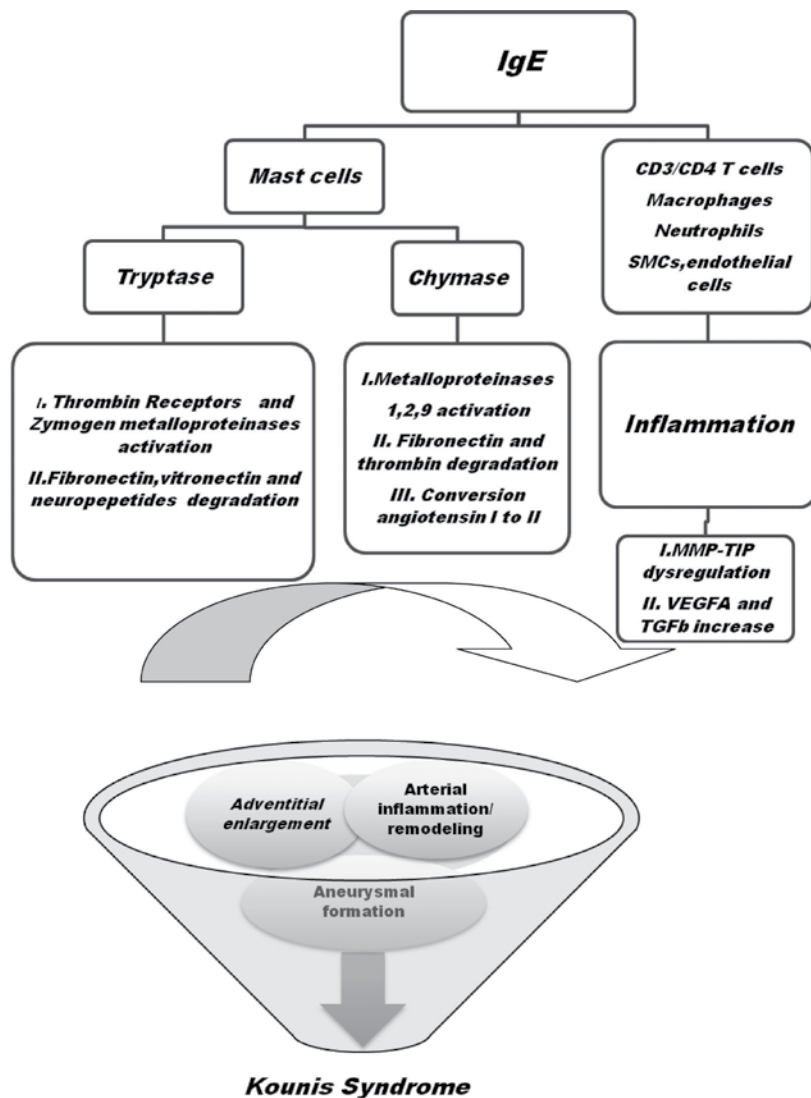 IgE
Mast cells
CD3/CD4 T cells
Macrophages
Neutrophils
SMCs,endothelial
cells
Tryptase
Chymase
I. Thrombin Receptors and
Zymogen metalloproteinases
activation
II.Fibronectin,vitronectin and
neuropeptides degradation
I.Metalloproteinases
1,2,9 activation
II. Fibronectin and
thrombin degradation
III. Conversion
angiotensin I to II
Inflammation
I.MMP-TIP
dysregulation
II. VEGFA and
TGFb increase
Adventitial
enlargement
Arterial
inflammation/
remodeling
Aneurysmal
formation
Kounis Syndrome